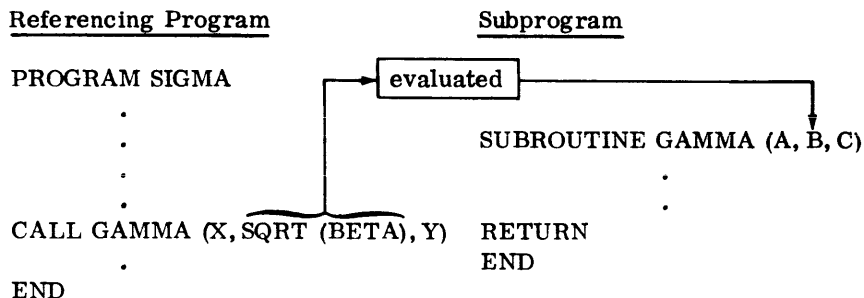 Referencing Program
Subprogram
PROGRAM SIGMA
evaluated
SUBROUTINE GAMMA (A, B, C)
CALL GAMMA (X, SQRT (BETA), Y)
RETURN
END
END